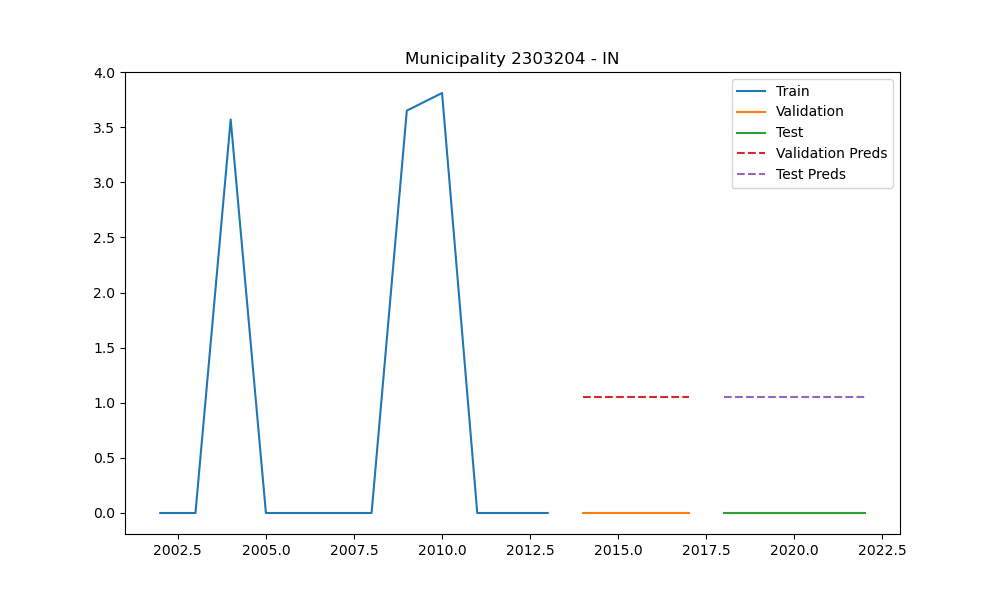 Municipality 2303204 - IN
4.0
3.5
3.0
2.5
2.0
1.5
1.0
0.5
0.0
Train
Validation
Test
Validation Preds
Test Preds
2002.5 2005.0 2007.5 2010.0 2012.5 2015.0 2017.5 2020.0 2022.5